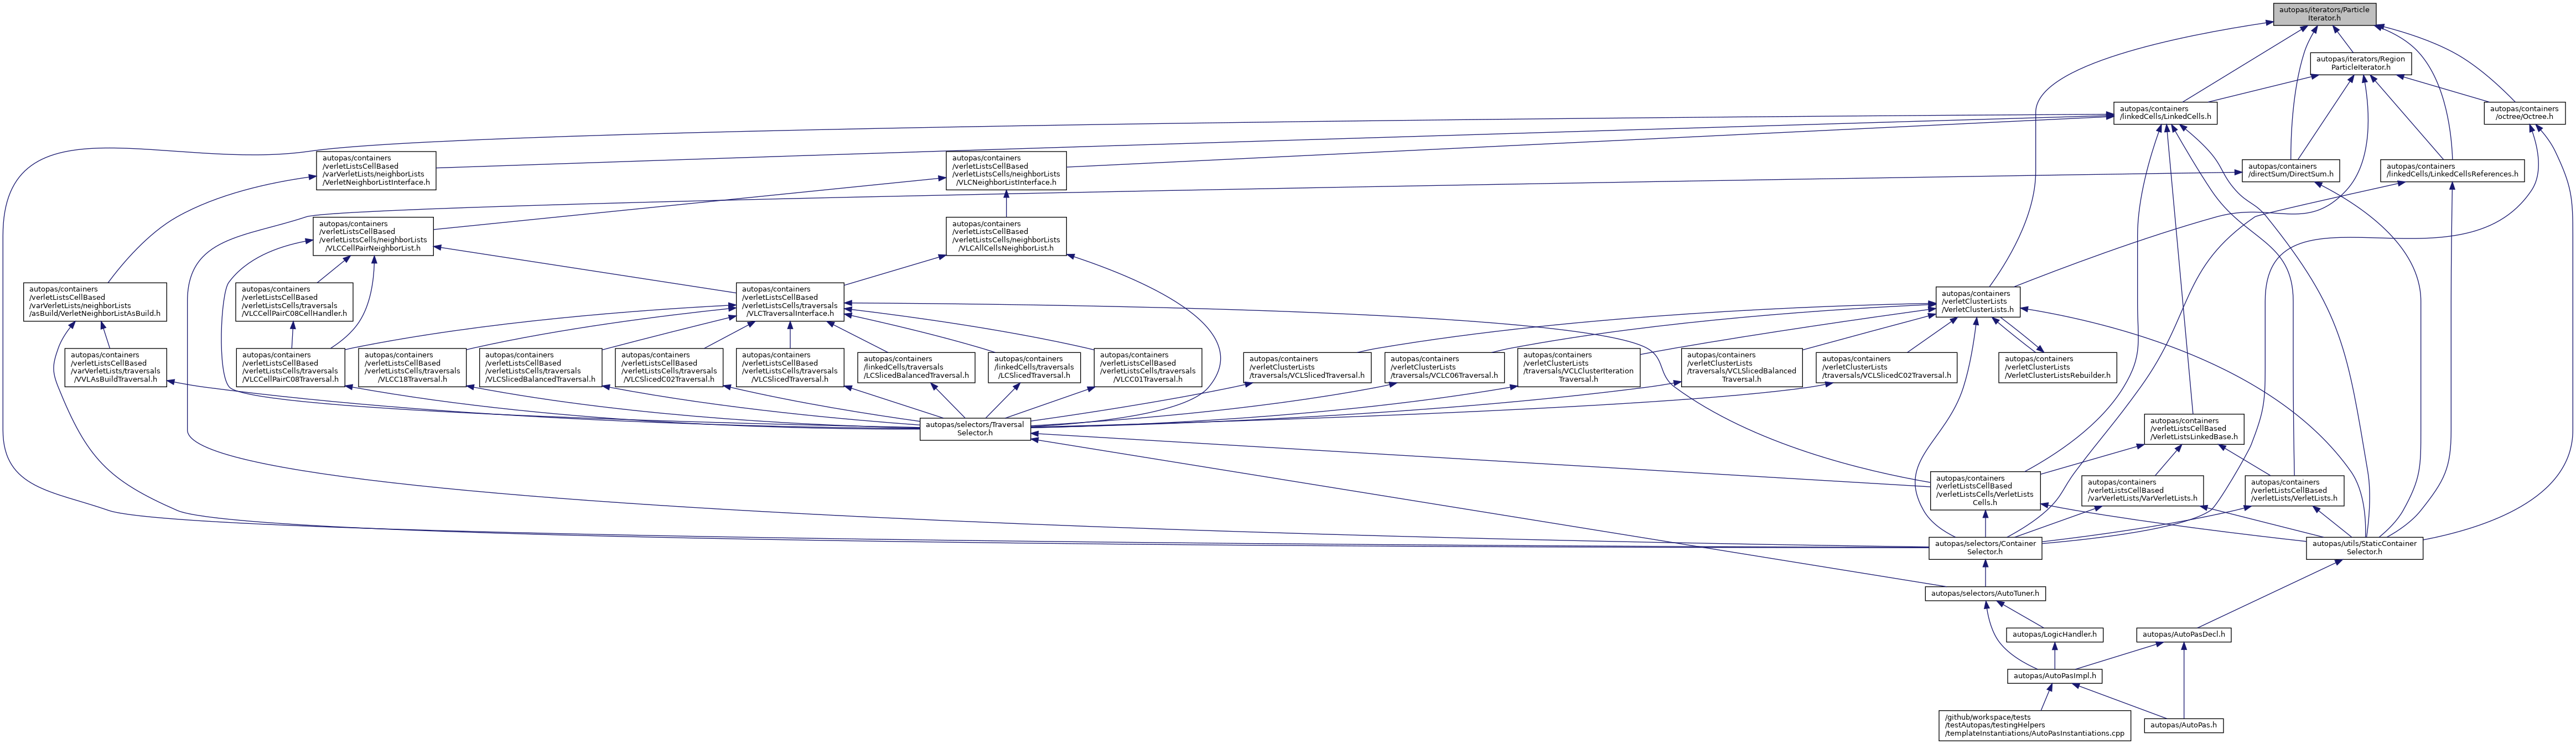 autopas/iterators/Particle
Iterator.h
autopas/iterators/Region
ParticleIterator.h
autopas/containers
/linkedCells/LinkedCells.h
autopas/containers
/octree/Octree.h
autopas/containers
/verletListsCellBased
/varVerletLists/neighborLists
/VerletNeighborListInterface.h
autopas/containers
/verletListsCellBased
/verletListsCells/neighborLists
/VLCNeighborListInterface.h
autopas/containers
/directSum/DirectSum.h
autopas/containers
/linkedCells/LinkedCellsReferences.h
autopas/containers
/verletListsCellBased
/verletListsCells/neighborLists
/VLCCellPairNeighborList.h
autopas/containers
/verletListsCellBased
/verletListsCells/neighborLists
/VLCAllCellsNeighborList.h
autopas/containers
/verletListsCellBased
/varVerletLists/neighborLists
/asBuild/VerletNeighborListAsBuild.h
autopas/containers
/verletListsCellBased
/verletListsCells/traversals
/VLCCellPairC08CellHandler.h
autopas/containers
/verletListsCellBased
/verletListsCells/traversals
/VLCTraversalInterface.h
autopas/containers
/verletClusterLists
/VerletClusterLists.h
autopas/containers
/verletListsCellBased
/varVerletLists/traversals
/VVLAsBuildTraversal.h
autopas/containers
/verletListsCellBased
/verletListsCells/traversals
/VLCCellPairC08Traversal.h
autopas/containers
/verletListsCellBased
/verletListsCells/traversals
/VLCC18Traversal.h
autopas/containers
/verletListsCellBased
/verletListsCells/traversals
/VLCSlicedBalancedTraversal.h
autopas/containers
/verletListsCellBased
/verletListsCells/traversals
/VLCSlicedC02Traversal.h
autopas/containers
/verletListsCellBased
/verletListsCells/traversals
/VLCSlicedTraversal.h
autopas/containers
/linkedCells/traversals
/LCSlicedBalancedTraversal.h
autopas/containers
/linkedCells/traversals
/LCSlicedTraversal.h
autopas/containers
/verletListsCellBased
/verletListsCells/traversals
/VLCC01Traversal.h
autopas/containers
/verletClusterLists
/traversals/VCLSlicedTraversal.h
autopas/containers
/verletClusterLists
/traversals/VCLC06Traversal.h
autopas/containers
/verletClusterLists
/traversals/VCLClusterIteration
Traversal.h
autopas/containers
/verletClusterLists
/traversals/VCLSlicedBalanced
Traversal.h
autopas/containers
/verletClusterLists
/traversals/VCLSlicedC02Traversal.h
autopas/containers
/verletClusterLists
/VerletClusterListsRebuilder.h
autopas/selectors/Traversal
Selector.h
autopas/containers
/verletListsCellBased
/VerletListsLinkedBase.h
autopas/containers
/verletListsCellBased
/verletListsCells/VerletLists
Cells.h
autopas/containers
/verletListsCellBased
/varVerletLists/VarVerletLists.h
autopas/containers
/verletListsCellBased
/verletLists/VerletLists.h
autopas/selectors/Container
Selector.h
autopas/utils/StaticContainer
Selector.h
autopas/selectors/AutoTuner.h
autopas/LogicHandler.h
autopas/AutoPasDecl.h
autopas/AutoPasImpl.h
/github/workspace/tests
/testAutopas/testingHelpers
/templateInstantiations/AutoPasInstantiations.cpp
autopas/AutoPas.h